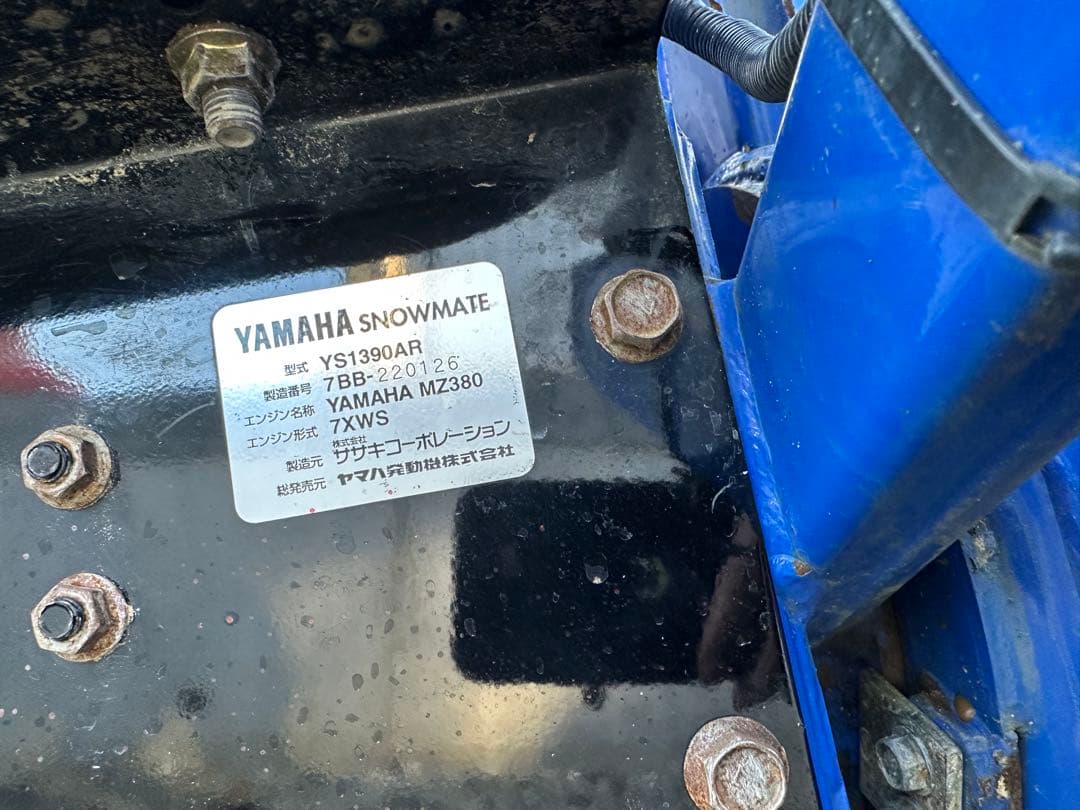 YAMAHA SNOWMATE
型式 YS1390AR
製造番号 7BB-220126
エンジン名称 YAMAHA MZ380
エンジン形式 7XWS
製造元 株式会社 ササキコーポレーション
総発売元 ヤマハ発動機株式会社